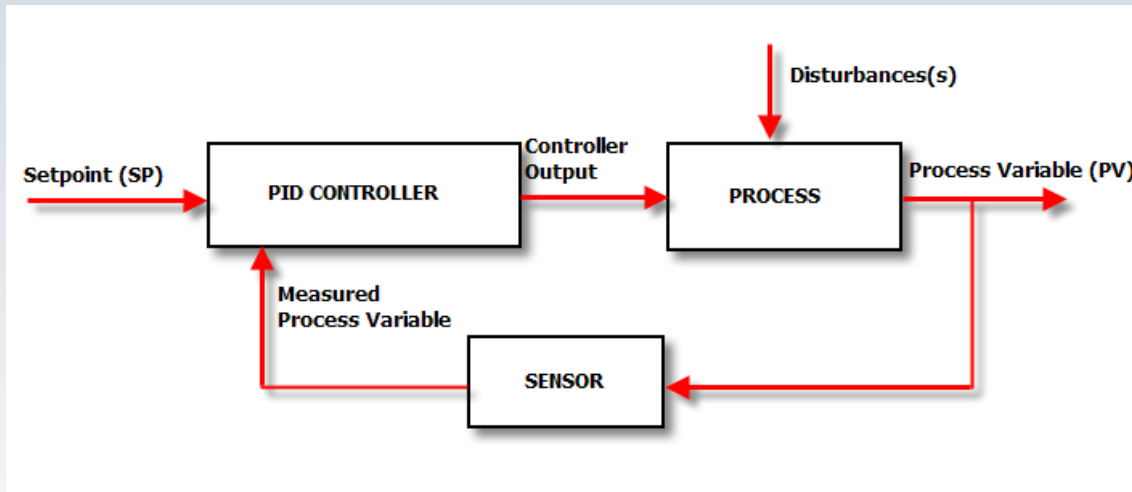 Disturbances(s)
Setpoint (SP)
PID CONTROLLER
Controller
Output
PROCESS
Process Variable (PV)
Measured
Process Variable
SENSOR